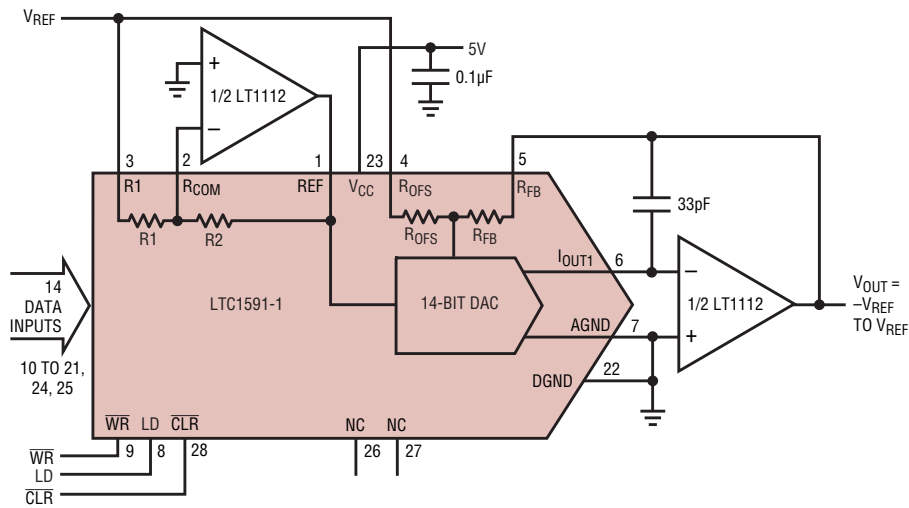 VREF
5V
0.1µF
+
1/2 LT1112
–
3
2
1
23
4
5
R1
RCOM
REF
VCC
ROFS
RFB
R1
R2
ROFS
RFB
33pF
IOUT1
6
–
14
DATA
INPUTS
LTC1591-1
14-BIT DAC
1/2 LT1112
VOUT =
–VREF
TO VREF
AGND
7
+
10 TO 21,
24, 25
DGND
22
WR
LD
CLR
NC
NC
9
8
28
26
27
WR
LD
CLR